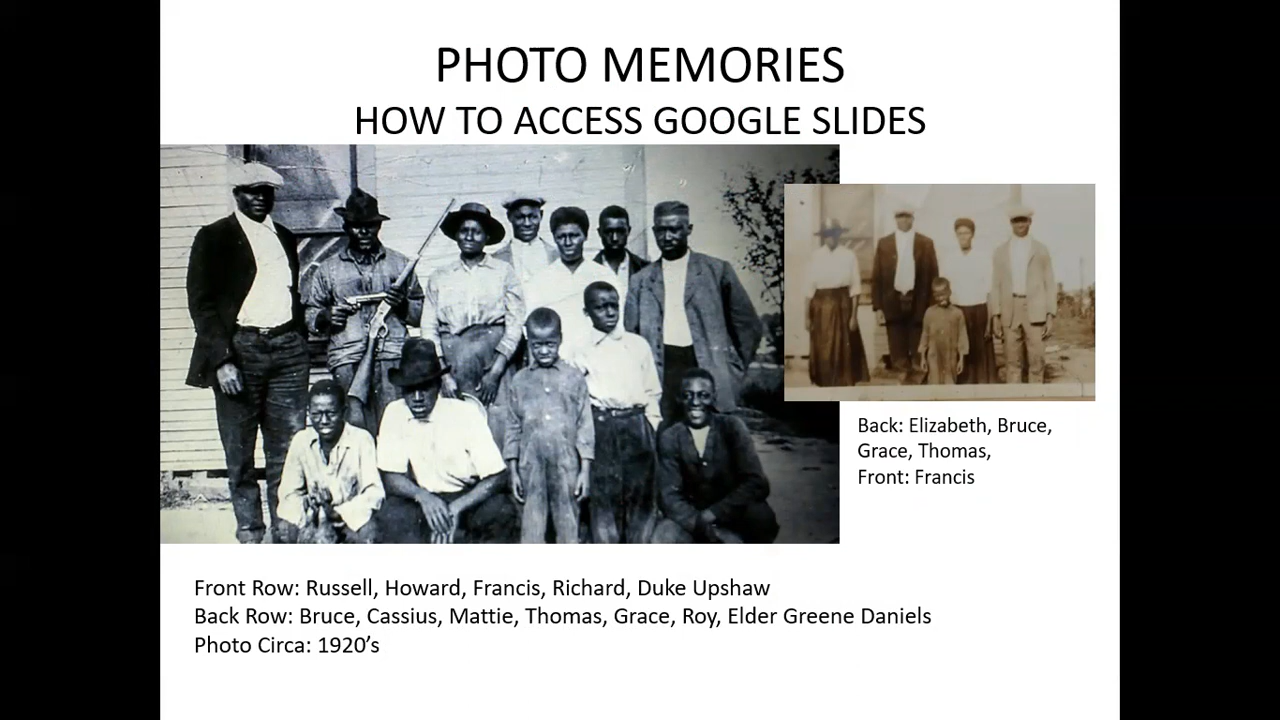 PHOTO MEMORIES
HOW TO ACCESS GOOGLE SLIDES
Back: Elizabeth, Bruce,
Grace, Thomas,
Front: Francis
Front Row: Russell, Howard, Francis, Richard, Duke Upshaw
Back Row: Bruce, Cassius, Mattie, Thomas, Grace, Roy, Elder Greene Daniels
Photo Circa: 1920’s